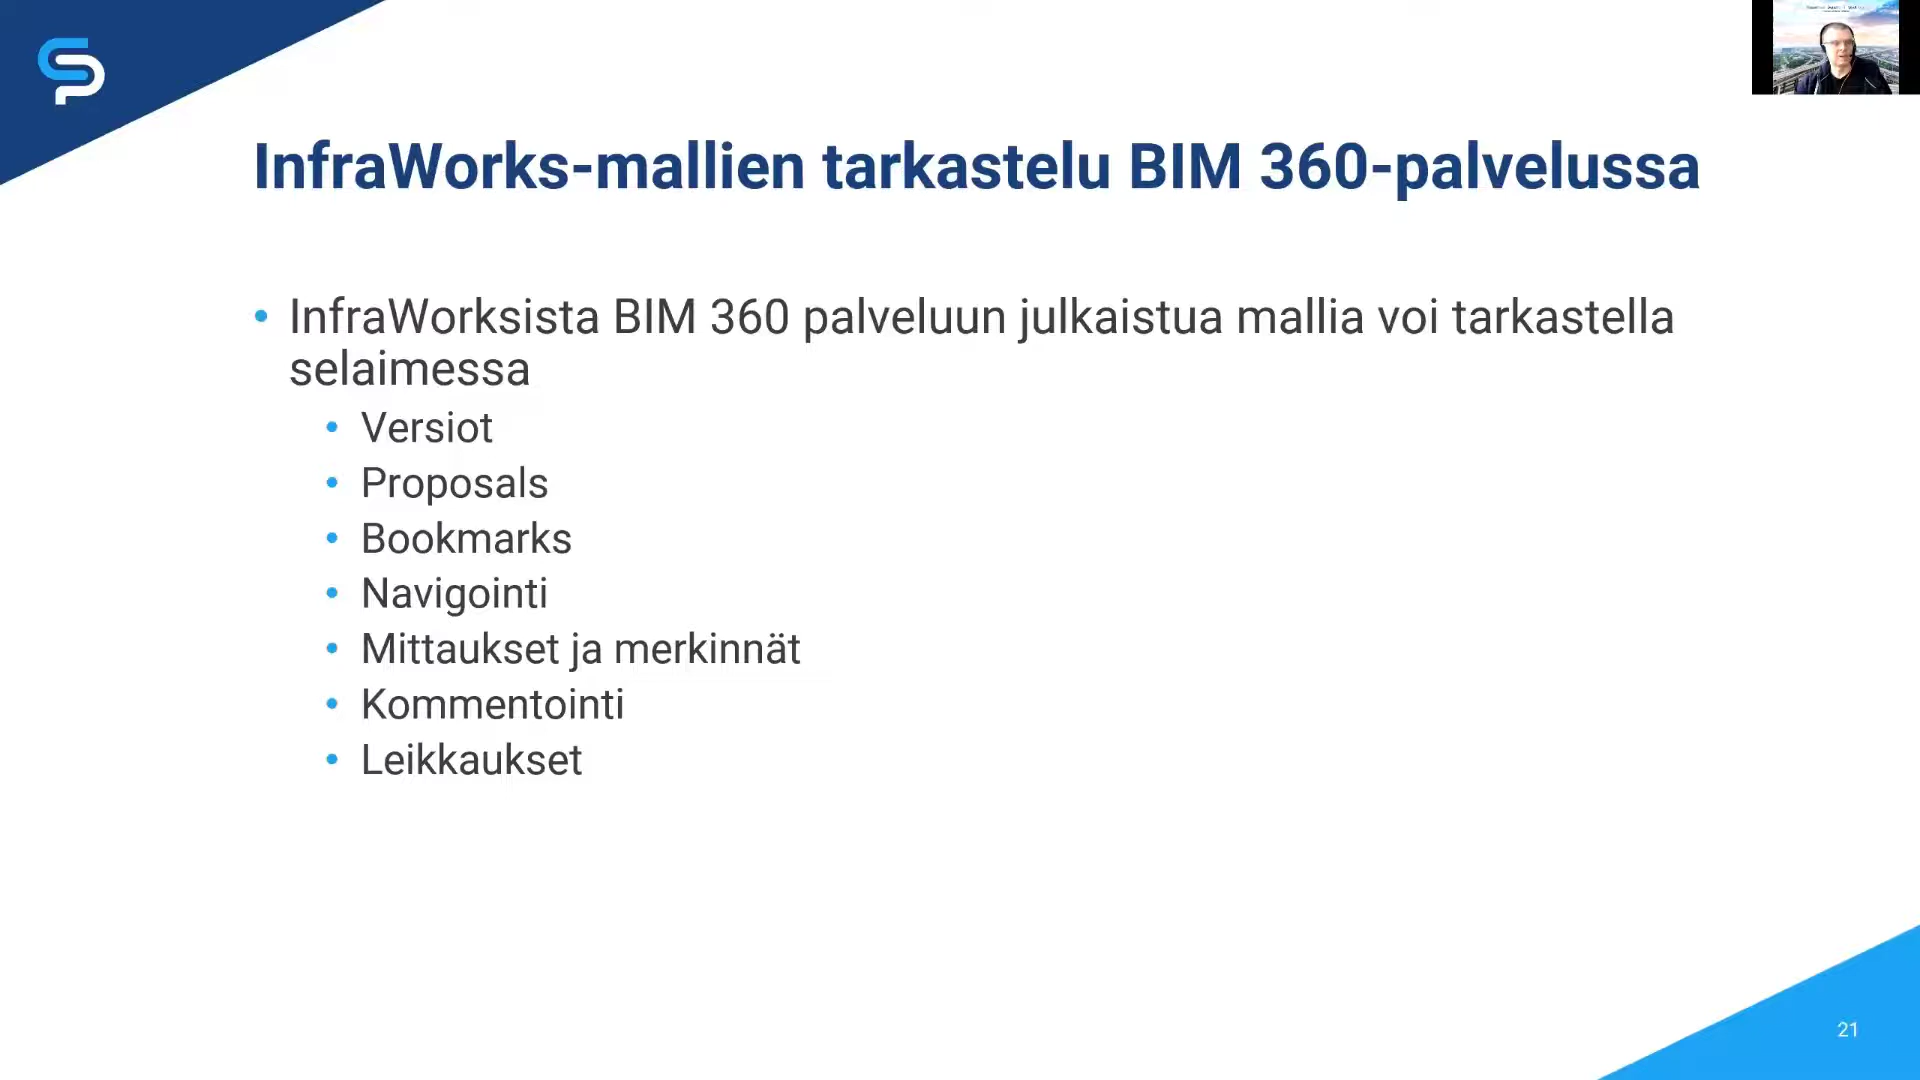 InfraWorks-mallien tarkastelu BIM 360-palvelussa
• InfraWorksista BIM 360 palveluun julkaistua mallia voi tarkastella
selaimessa
• Versiot
• Proposals
• Bookmarks
• Navigointi
• Mittaukset ja merkinnät
• Kommentointi
• Leikkaukset
21